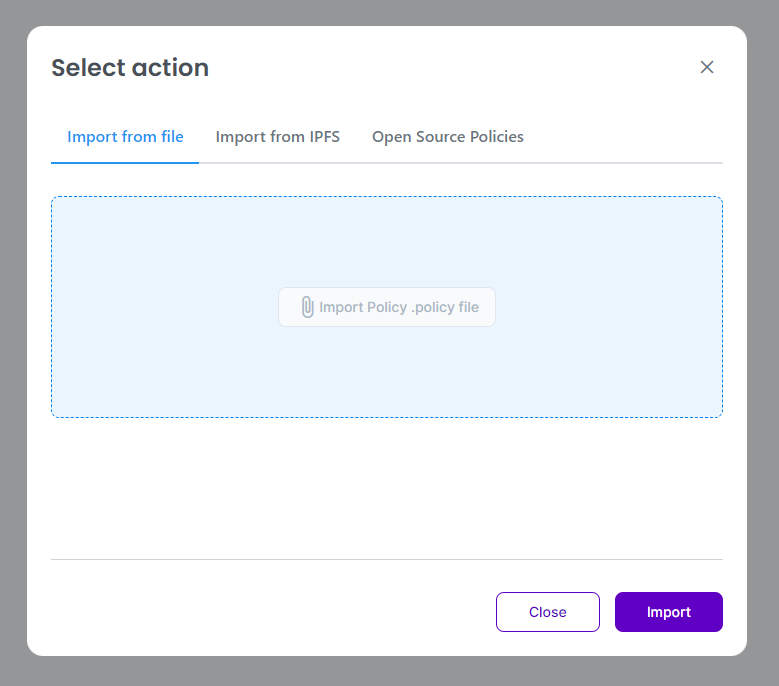 Select action
Import from file Import from IPFS Open Source Policies
Import Policy .policy file
Close Import